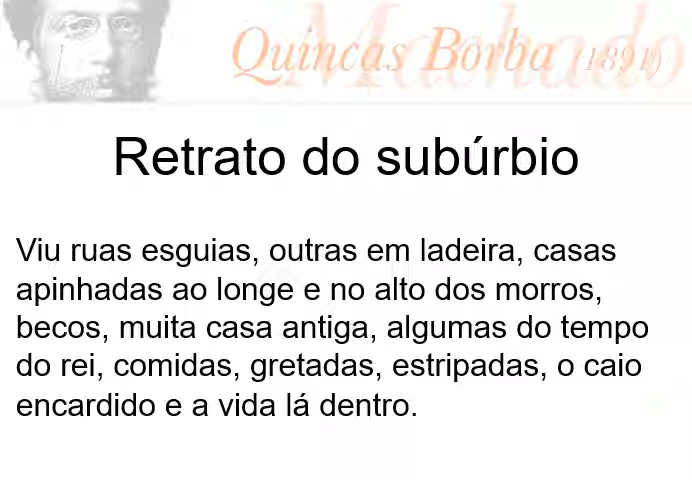 Machado
Quincas Borba (1891)
Retrato do subúrbio
Viu ruas esguias, outras em ladeira, casas
apinhadas ao longe e no alto dos morros,
becos, muita casa antiga, algumas do tempo
do rei, comidas, gretadas, estripadas, o caio
encardido e a vida lá dentro.